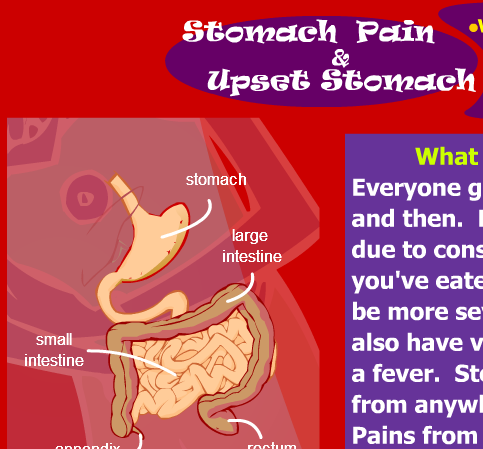 Stomach Pain
&
Upset Stomach
stomach
large
intestine
small
intestine
appendix
rectum
What
Everyone g
and then.
due to cons
you've eate
be more sev
also have v
a fever. Sto
from anywh
Pains from